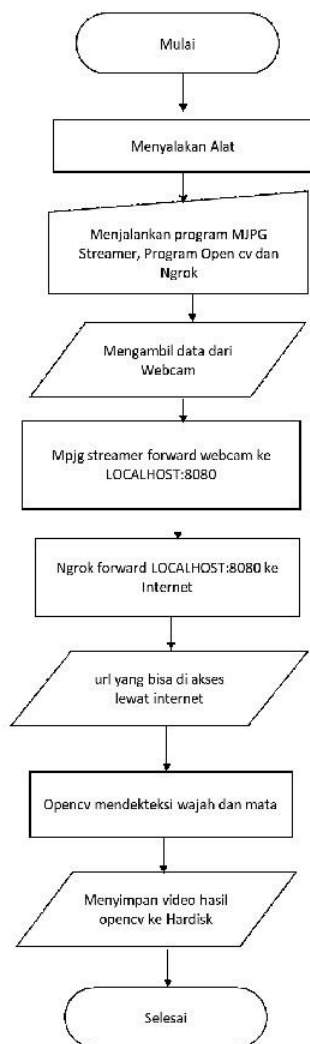 Mulai
Menyalakan Alat
Menjalankan program MJPG
Streamer, Program Open cv dan
Ngrok
Mengambil data dari
Webcam
Mpjg streamer forward webcam ke
LOCALHOST:8080
Ngrok forward LOCALHOST:8080 ke
Internet
url yang bisa di akses
lewat internet
Opencv mendekteksi wajah dan mata
Menyimpan video hasil
opencv ke Hardisk
Selesai